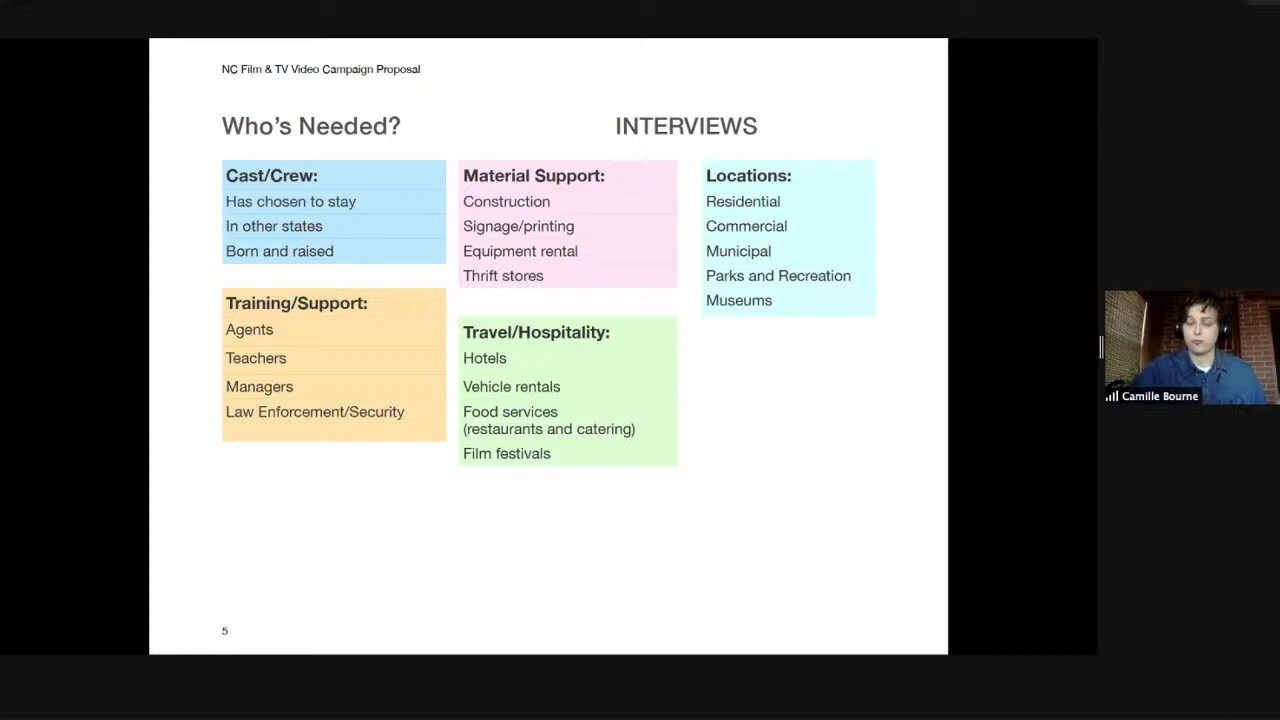 NC Film & TV Video Campaign Proposal
Who's Needed?
INTERVIEWS
Cast/Crew:
Has chosen to stay
In other states
Born and raised
Training/Support:
Agents
Teachers
Managers
Law Enforcement/Security
Material Support:
Construction
Signage/printing
Equipment rental
Thrift stores
Travel/Hospitality:
Hotels
Vehicle rentals
Food services
(restaurants and catering)
Film festivals
Locations:
Residential
Commercial
Municipal
Parks and Recreation
Museums
5
Camille Bourne